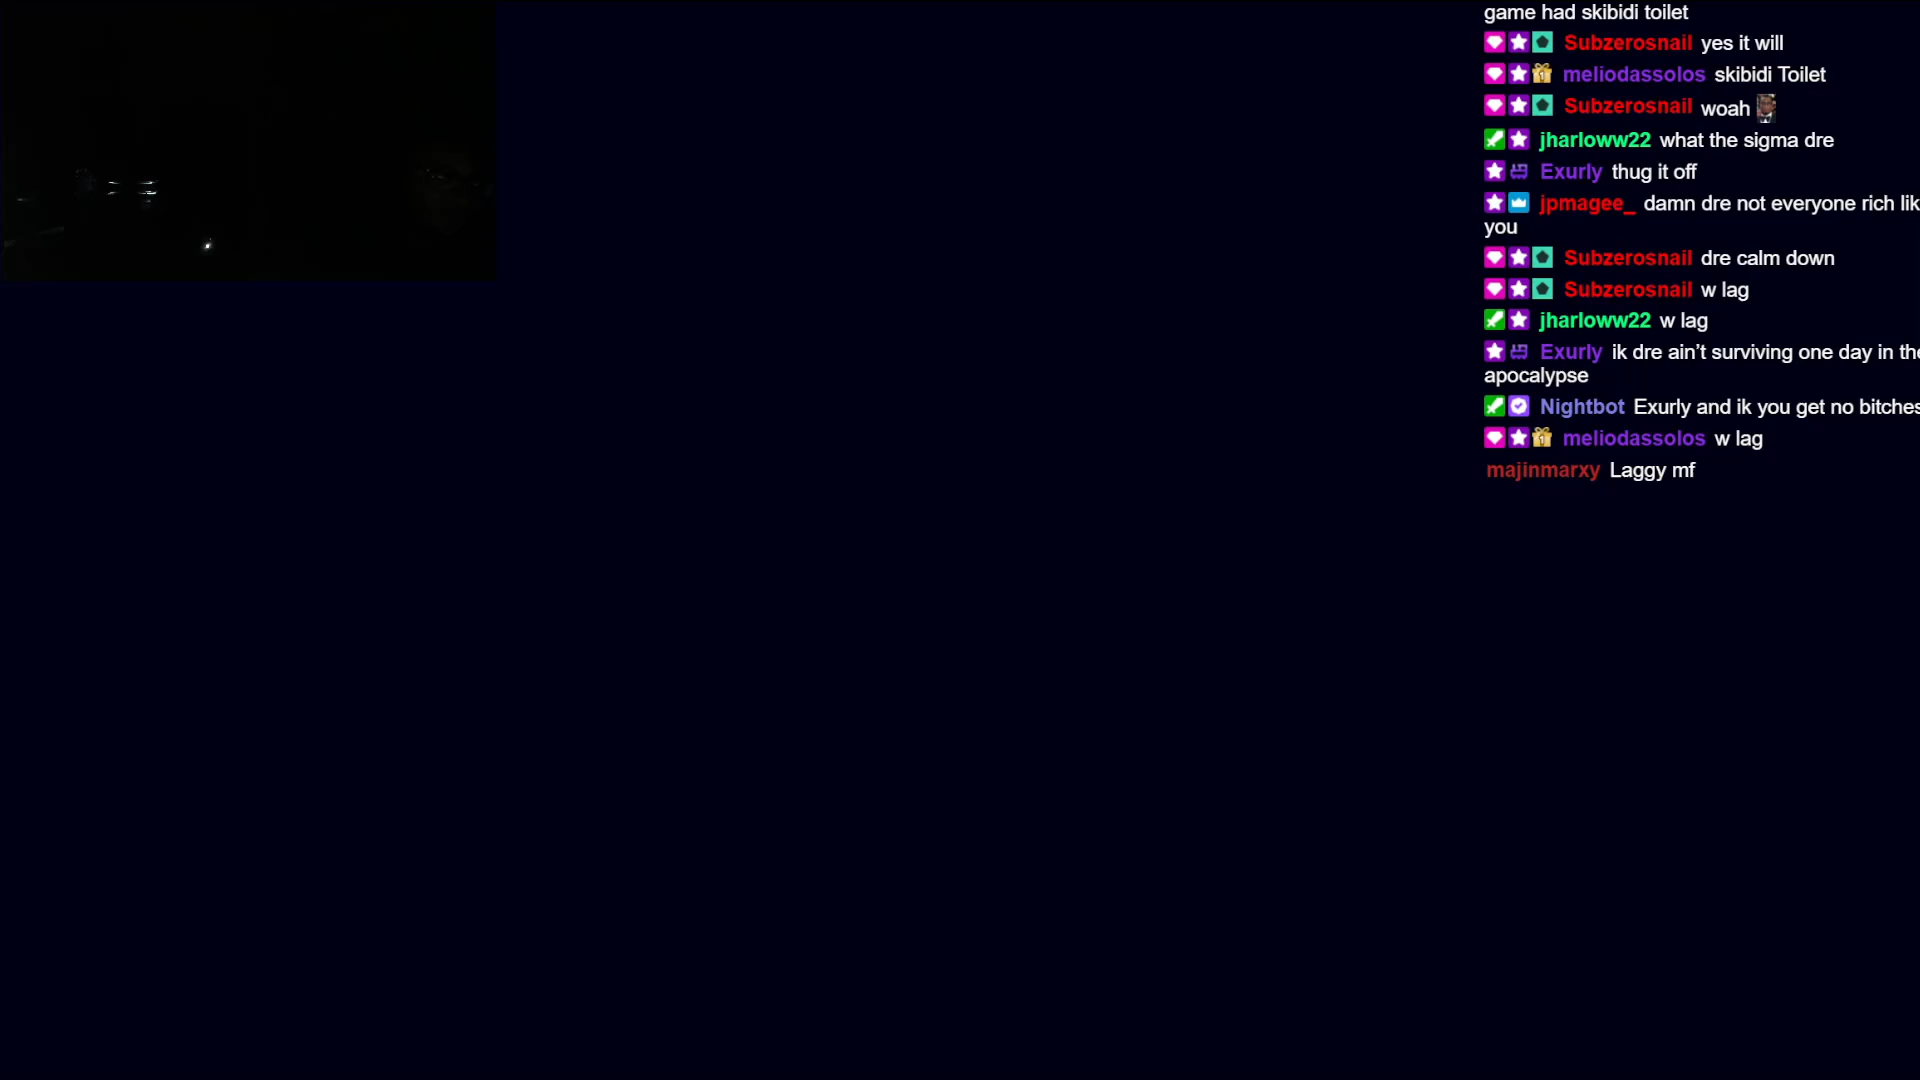 game had skibidi toilet
Subzerosnail yes it will
meliodassolos skibidi Toilet
Subzerosnail woah
jharloww22 what the sigma dre
Exurly thug it off
jpmagee_ damn dre not everyone rich lik
you
Subzerosnail dre calm down
Subzerosnail w lag
jharloww22 w lag
Exurly ik dre ain’t surviving one day in the
apocalypse
Nightbot Exurly and ik you get no bitches
meliodassolos w lag
majinmarxy Laggy mf